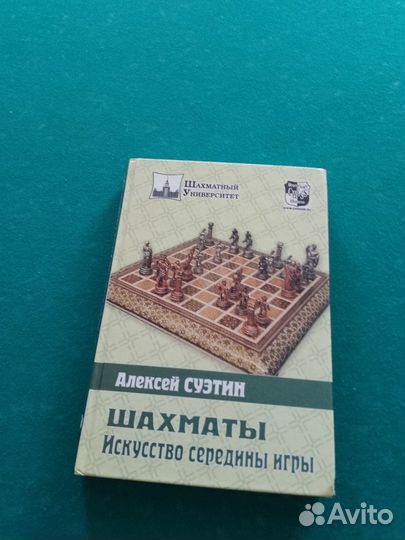 Шахматный
Университет
Алексей СУЭТИН
ШАХМАТЫ
Искусство середины игры
Avito